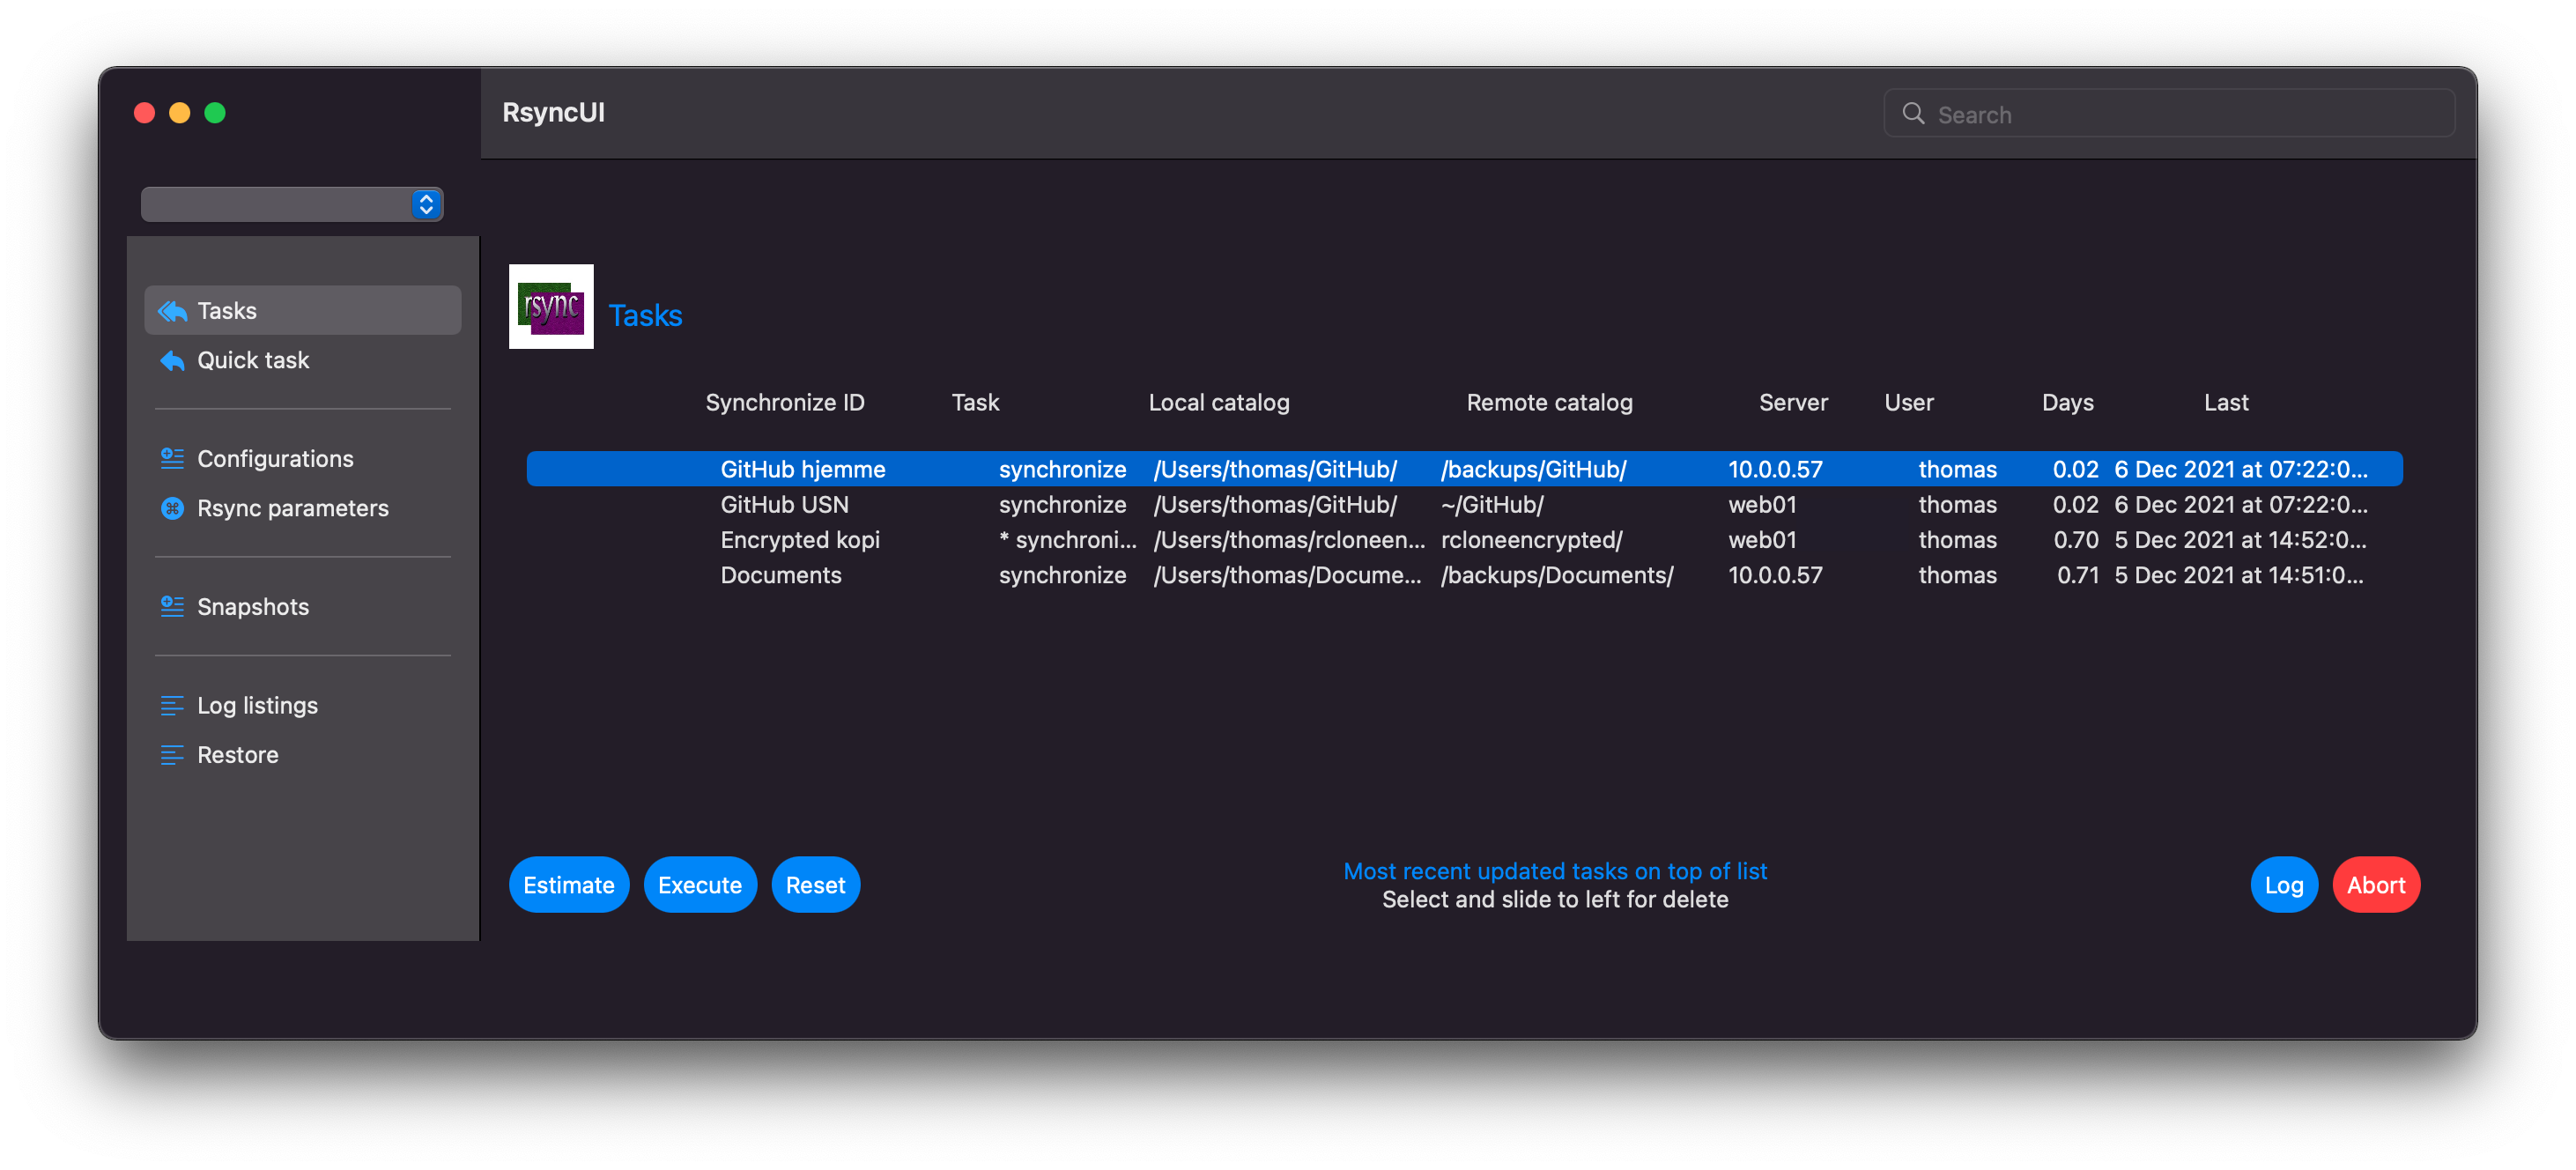 RsyncUI
Search
Tasks
Quick task
Configurations
Rsync parameters
Snapshots
Log listings
Restore
rsync
Tasks
Synchronize ID Task Local catalog Remote catalog Server User Days Last
GitHub hjemme synchronize /Users/thomas/GitHub/ /backups/GitHub/ 10.0.0.57 thomas 0.02 6 Dec 2021 at 07:22:0...
GitHub USN synchronize /Users/thomas/GitHub/ ~/GitHub/ web01 thomas 0.02 6 Dec 2021 at 07:22:0...
Encrypted kopi * synchroni... /Users/thomas/rcloneen... rcloneencrypted/ web01 thomas 0.70 5 Dec 2021 at 14:52:0...
Documents synchronize /Users/thomas/Docume... /backups/Documents/ 10.0.0.57 thomas 0.71 5 Dec 2021 at 14:51:0...
Estimate Execute Reset
Most recent updated tasks on top of list
Select and slide to left for delete
Log Abort